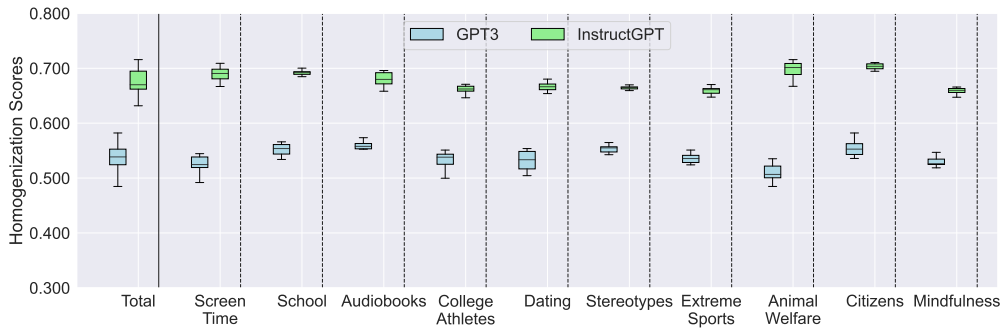 0.800
GPT3 InstructGPT
0.700
0.600
0.500
0.400
0.300
Homogenization Scores
Total Screen School Audiobooks College Dating Stereotypes Extreme Animal Citizens Mindfulness
Time Athletes Sports Welfare